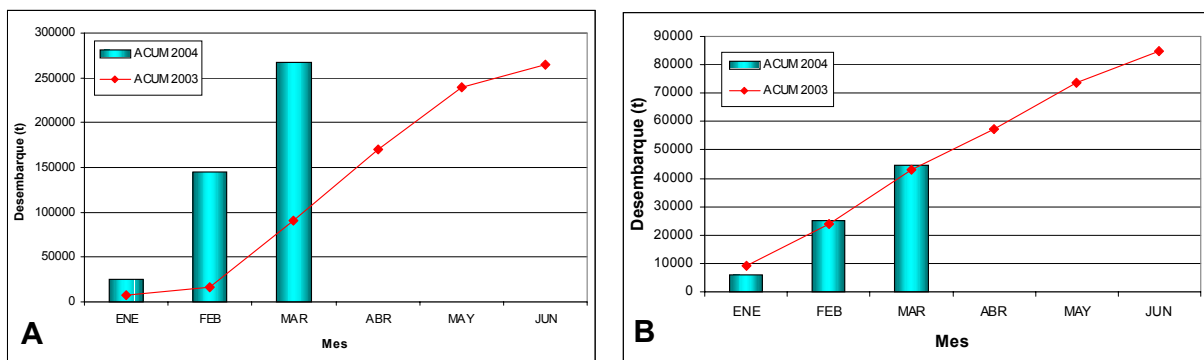 300000
250000
200000
150000
100000
50000
0
Desembarque (t)
ACUM 2004
ACUM 2003
ENE FEB MAR ABR MAY JUN
Mes
A
90000
80000
70000
60000
50000
40000
30000
20000
10000
0
Desembarque (t)
ACUM 2004
ACUM 2003
ENE FEB MAR ABR MAY JUN
Mes
B